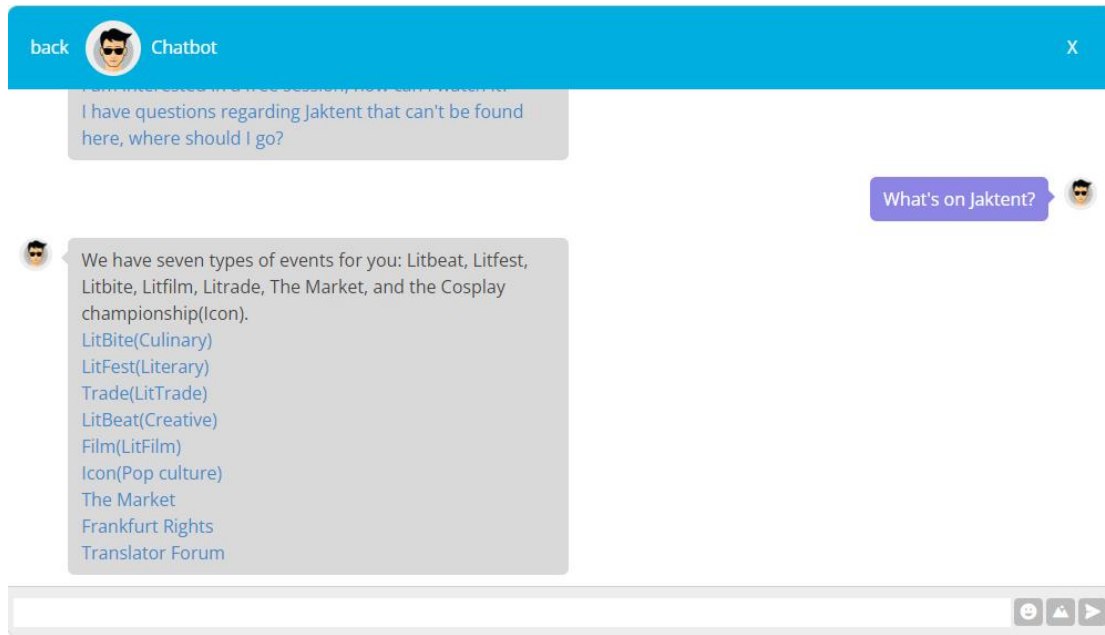 back Chatbot X
I have questions regarding Jaktent that can't be found
here, where should I go?
What's on Jaktent?
We have seven types of events for you: Litbeat, Litfest,
Litbite, Litfilm, Litrade, The Market, and the Cosplay
championship(Icon).
LitBite(Culinary)
LitFest(Literary)
Trade(LitTrade)
LitBeat(Creative)
Film(LitFilm)
Icon(Pop culture)
The Market
Frankfurt Rights
Translator Forum